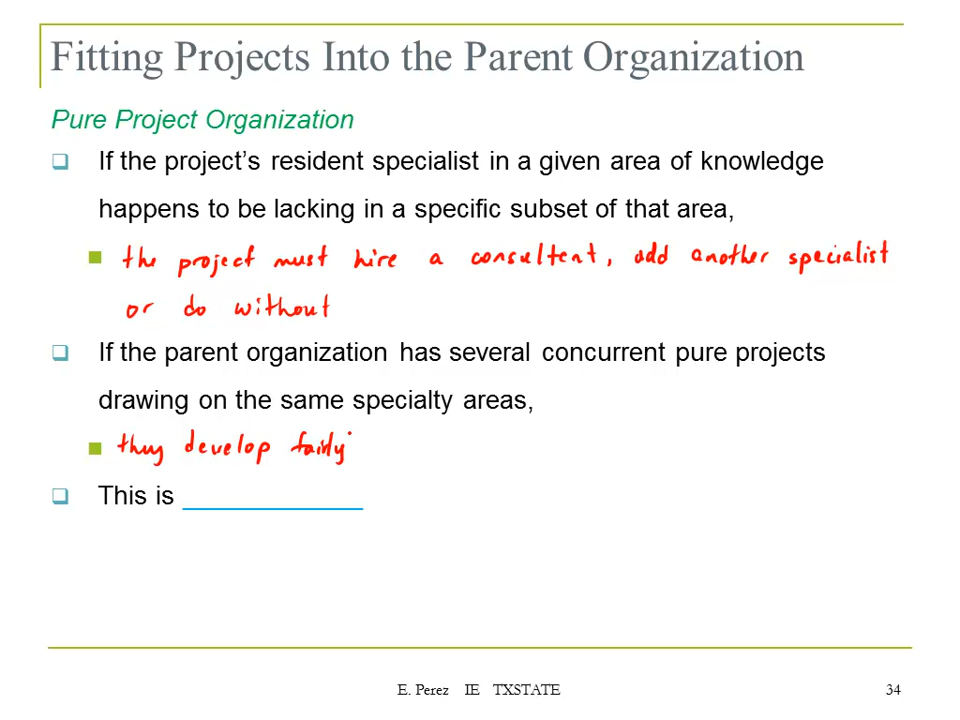 Fitting Projects Into the Parent Organization
Pure Project Organization
If the project's resident specialist in a given area of knowledge
happens to be lacking in a specific subset of that area,
the project must hire a consultent, add another specialist
or do without
If the parent organization has several concurrent pure projects
drawing on the same specialty areas,
they develop fairly
This is ____________
E. Perez IE TXSTATE
34